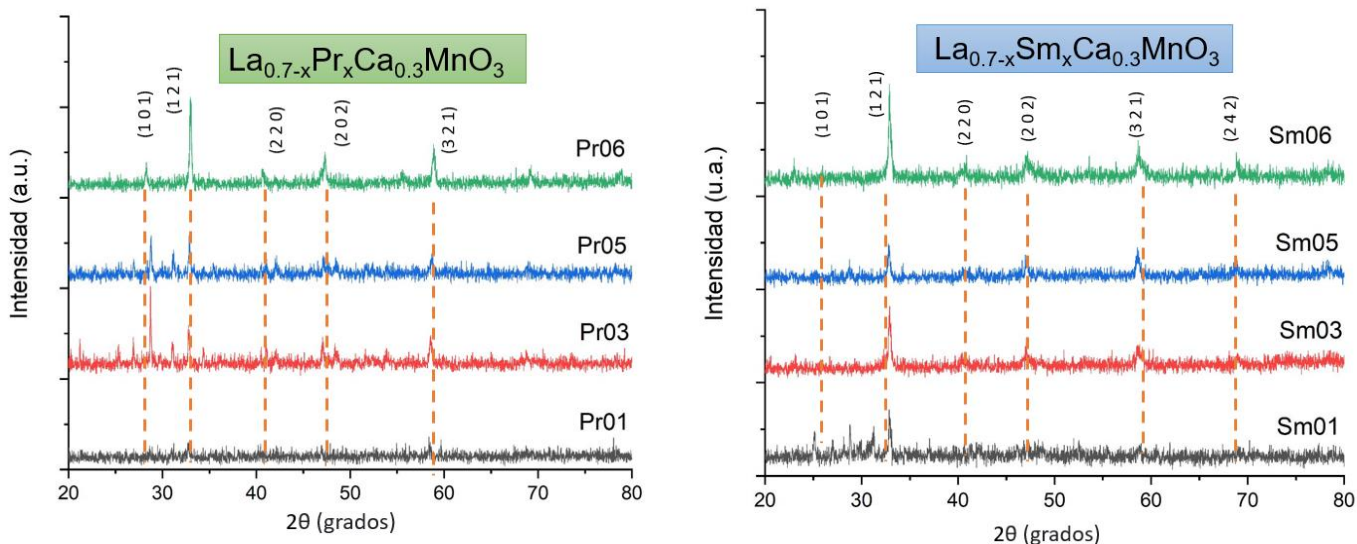 La0.7-xPrxCa0.3MnO3
(1 0 1)
(1 2 1)
(2 2 0)
(2 0 2)
(3 2 1)
Pr06
Pr05
Pr03
Pr01
Intensidad (a.u.)
20 30 40 50 60 70 80
2θ (grados)
La0.7-xSmxCa0.3MnO3
(1 0 1)
(1 2 1)
(2 2 0)
(2 0 2)
(3 2 1)
(2 4 2)
Sm06
Sm05
Sm03
Sm01
Intensidad (u.a.)
20 30 40 50 60 70 80
2θ (grados)